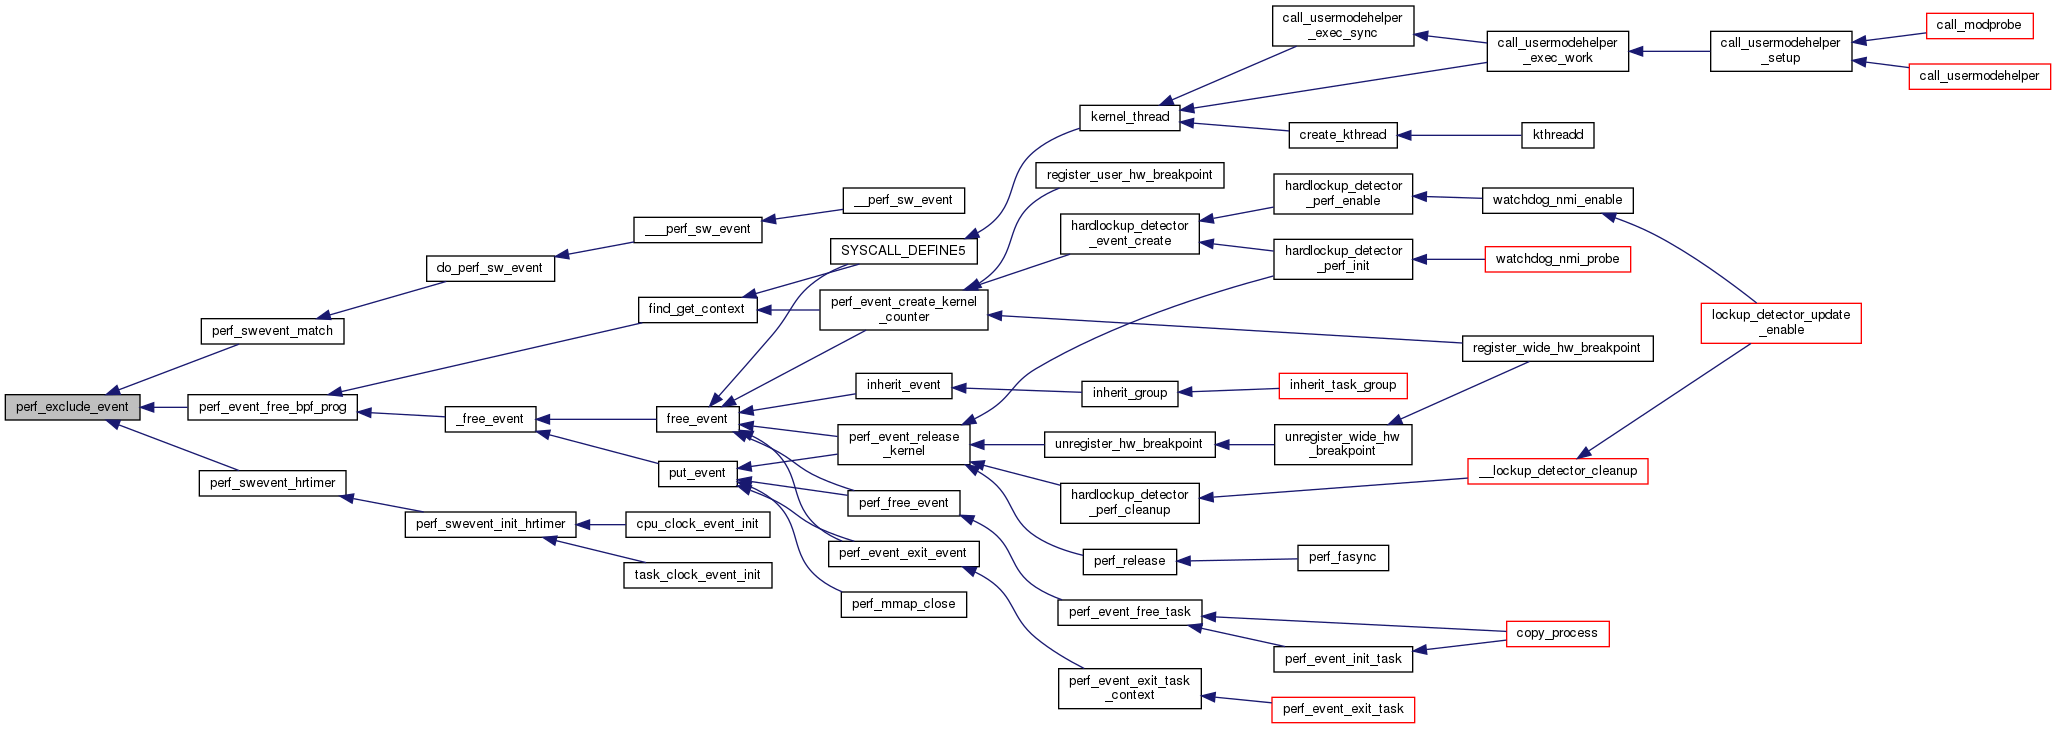 call_usermodehelper
_exec_sync
call_modprobe
call_usermodehelper
_exec_work
call_usermodehelper
_setup
call_usermodehelper
kernel_thread
create_kthread
kthreadd
register_user_hw_breakpoint
hardlockup_detector
_perf_enable
watchdog_nmi_enable
__perf_sw_event
___perf_sw_event
hardlockup_detector
_event_create
SYSCALL_DEFINE5
hardlockup_detector
_perf_init
watchdog_nmi_probe
do_perf_sw_event
find_get_context
perf_event_create_kernel
_counter
lockup_detector_update
_enable
perf_swevent_match
register_wide_hw_breakpoint
inherit_event
inherit_group
inherit_task_group
perf_exclude_event
perf_event_free_bpf_prog
_free_event
free_event
perf_event_release
_kernel
unregister_hw_breakpoint
unregister_wide_hw
_breakpoint
put_event
__lockup_detector_cleanup
perf_swevent_hrtimer
perf_free_event
hardlockup_detector
_perf_cleanup
perf_swevent_init_hrtimer
cpu_clock_event_init
perf_event_exit_event
perf_release
perf_fasync
task_clock_event_init
perf_mmap_close
perf_event_free_task
copy_process
perf_event_init_task
perf_event_exit_task
_context
perf_event_exit_task